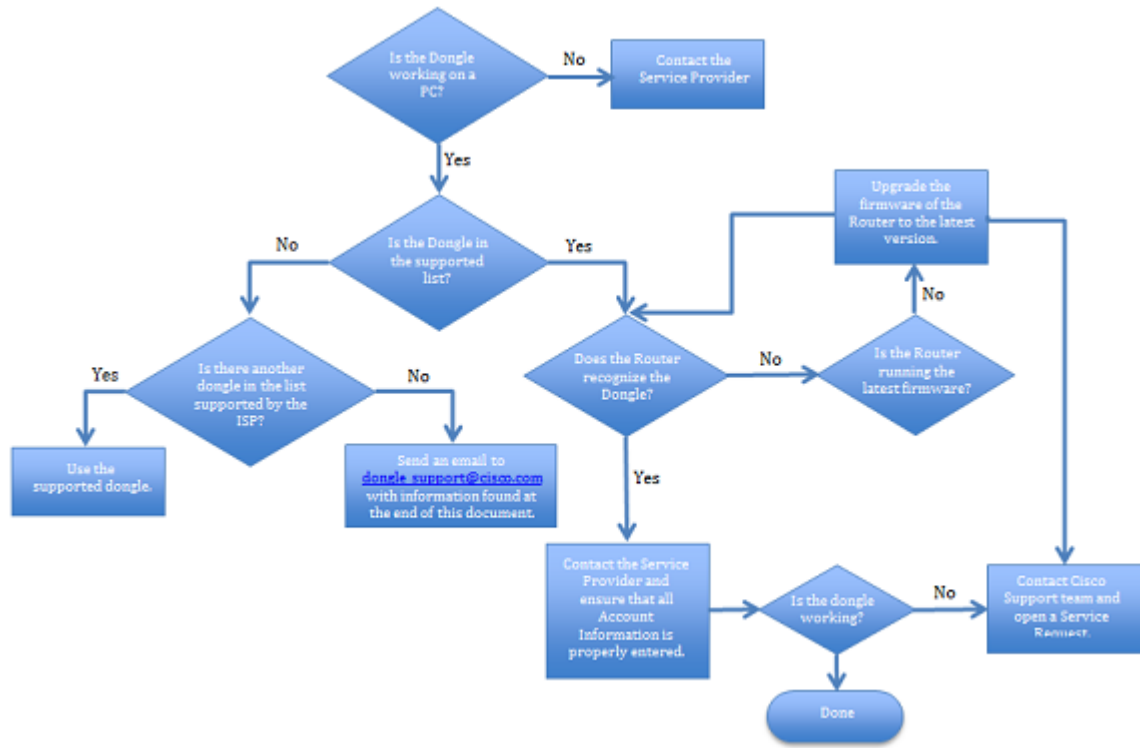 Is the Dongle
working on a
PC?
No
Contact the
Service Provider
Yes
Is the Dongle in
the supported
list?
No
Yes
Upgrade the
firmware of the
Router to the latest
version.
No
Is there another
dongle in the list
supported by the
ISP?
Yes
No
Does the Router
recognize the
Dongle?
No
Is the Router
running the
latest firmware?
Use the
supported dongle.
Send an email to
dongle_support@cisco.com
with information found at
the end of this document.
Yes
Contact the Service
Provider and
ensure that all
Account
Information is
properly entered.
Is the dongle
working?
No
Contact Cisco
Support team and
open a Service
Request.
Done